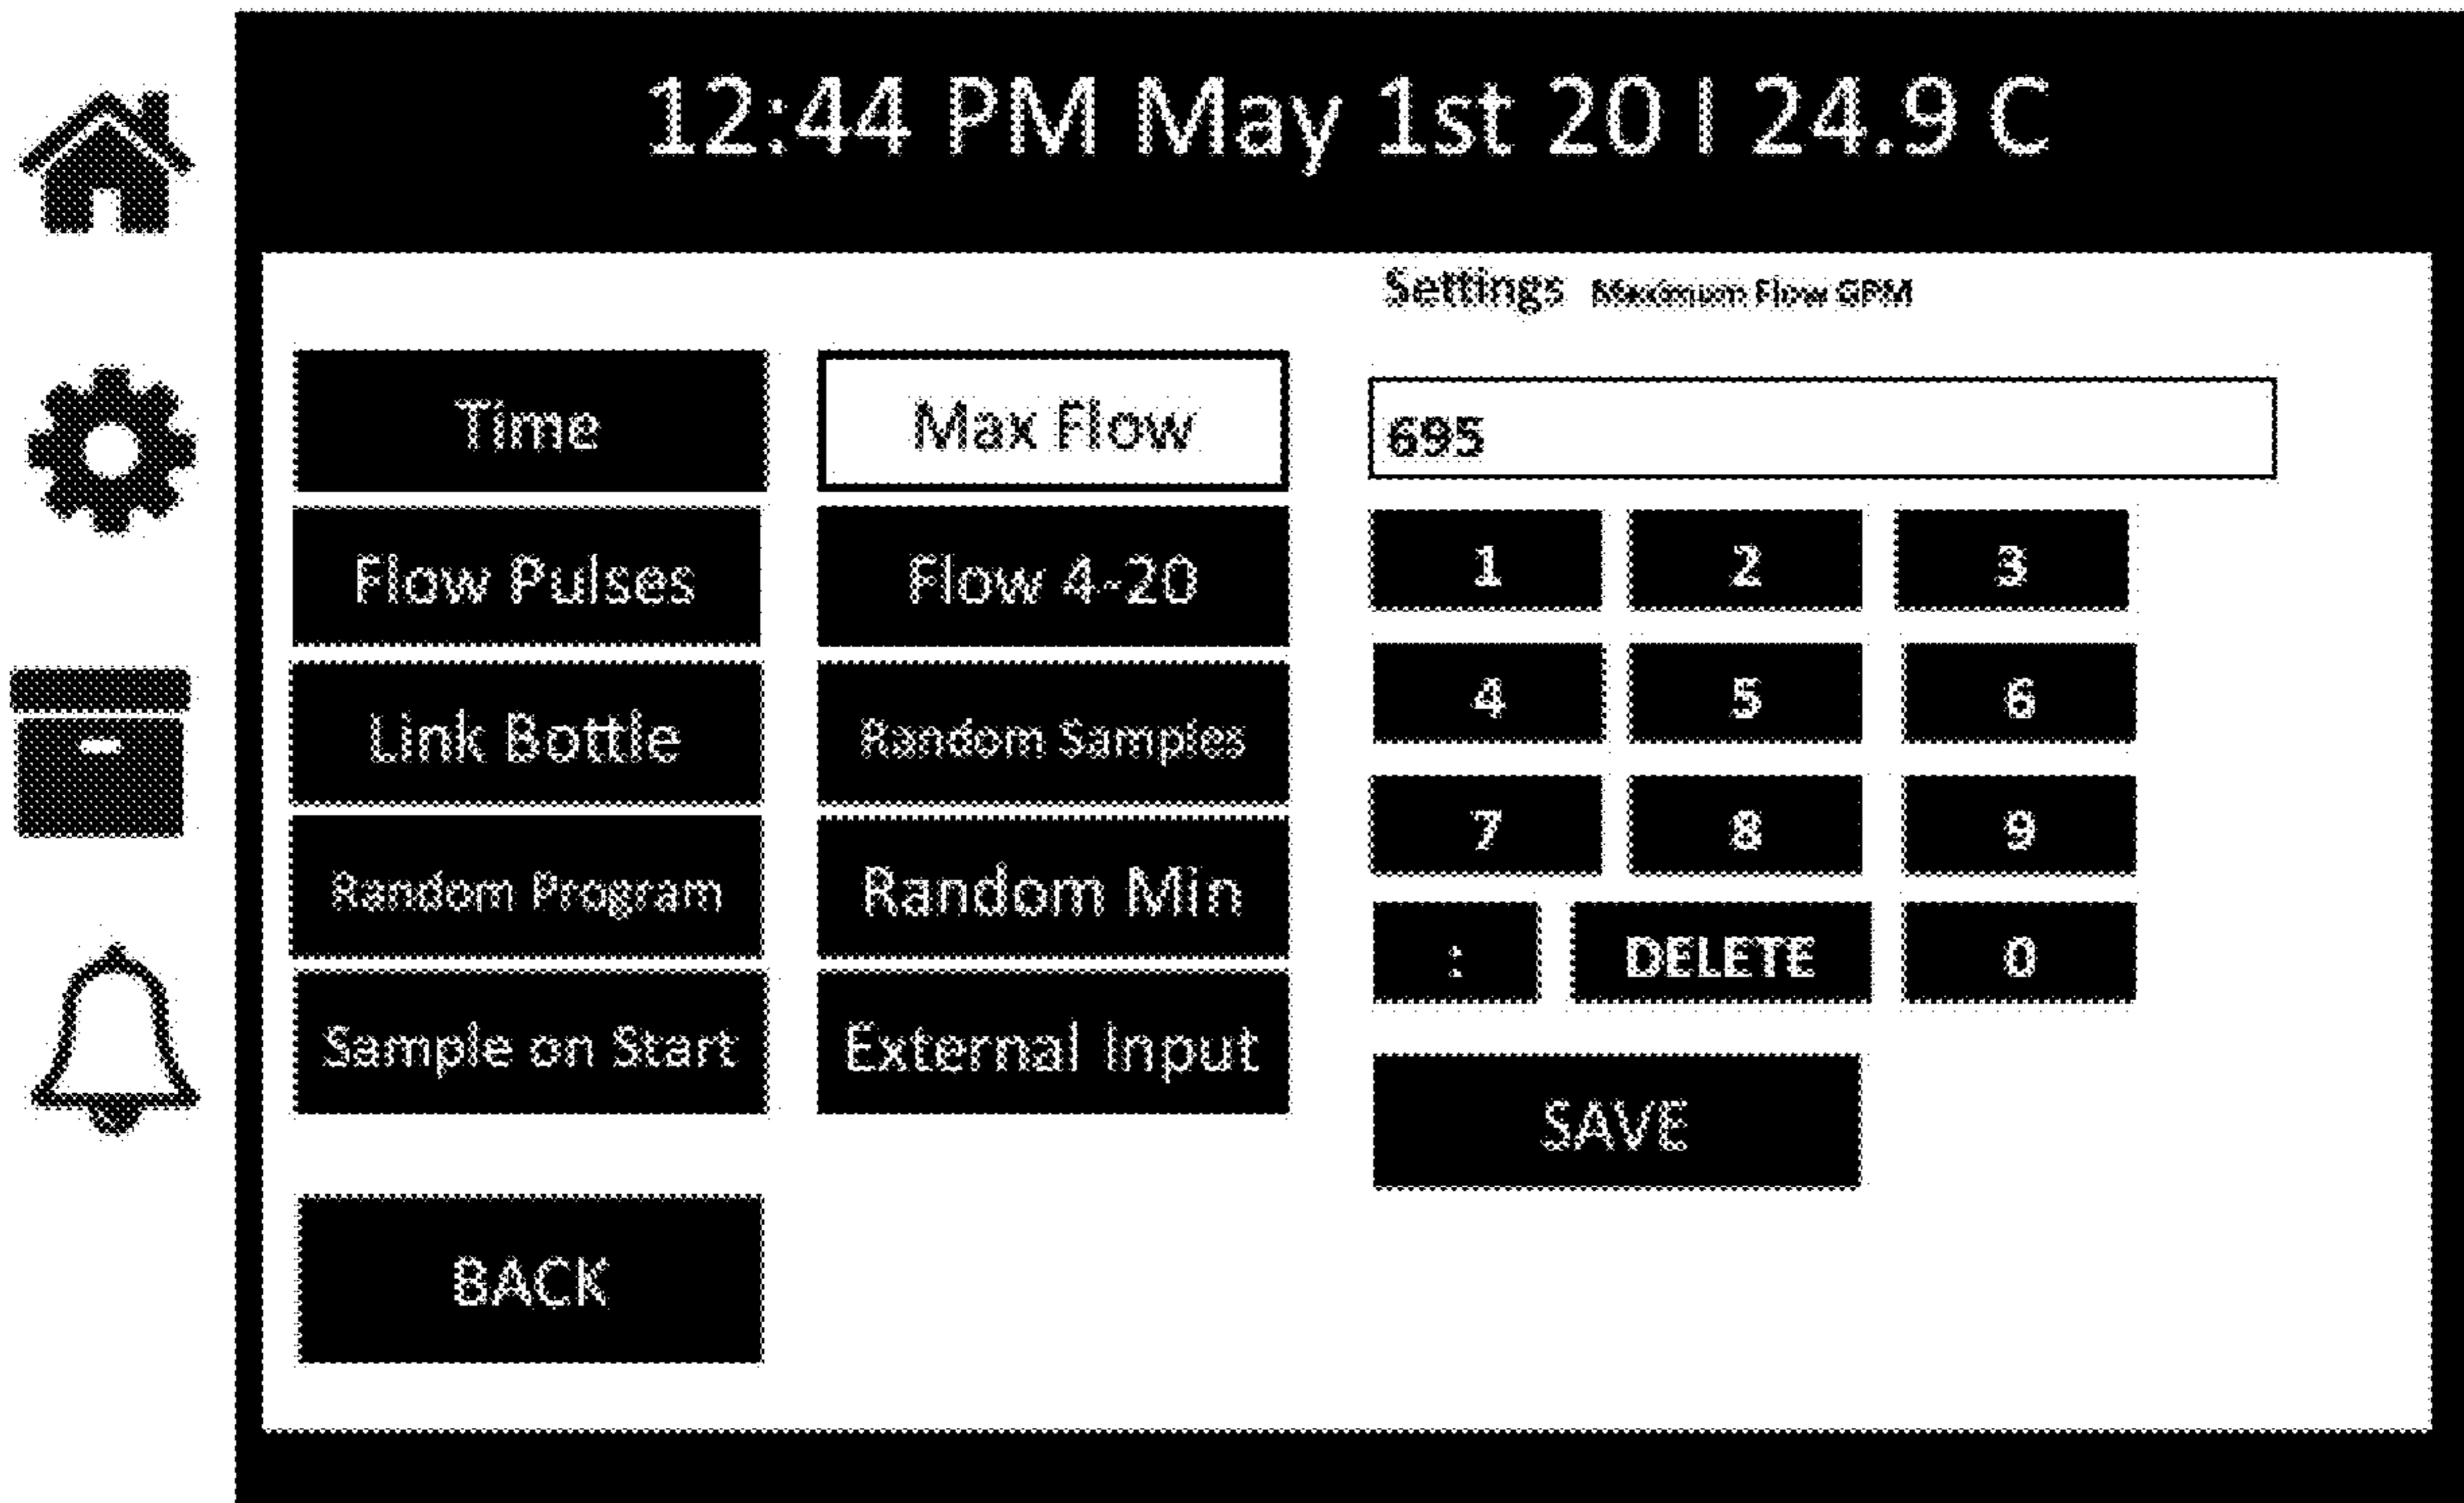 12:44 PM May 1st 20 | 24.9 C
Settings Maximum Flow GPM
Time
Max Flow
695
Flow Pulses
Flow 4-20
1 2 3
Link Bottle
Random Samples
4 5 6
Random Program
Random Min
7 8 9
: DELETE 0
Sample on Start
External Input
SAVE
BACK